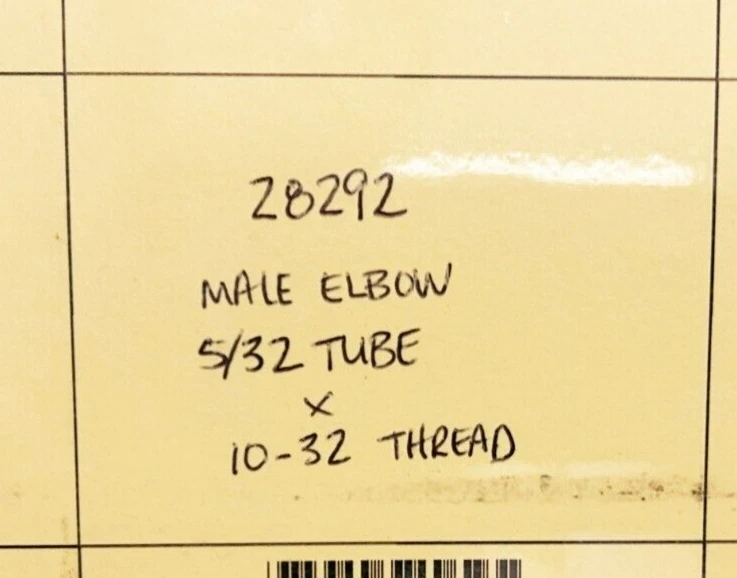 28292
MALE ELBOW
5/32 TUBE
x
10-32 THREAD